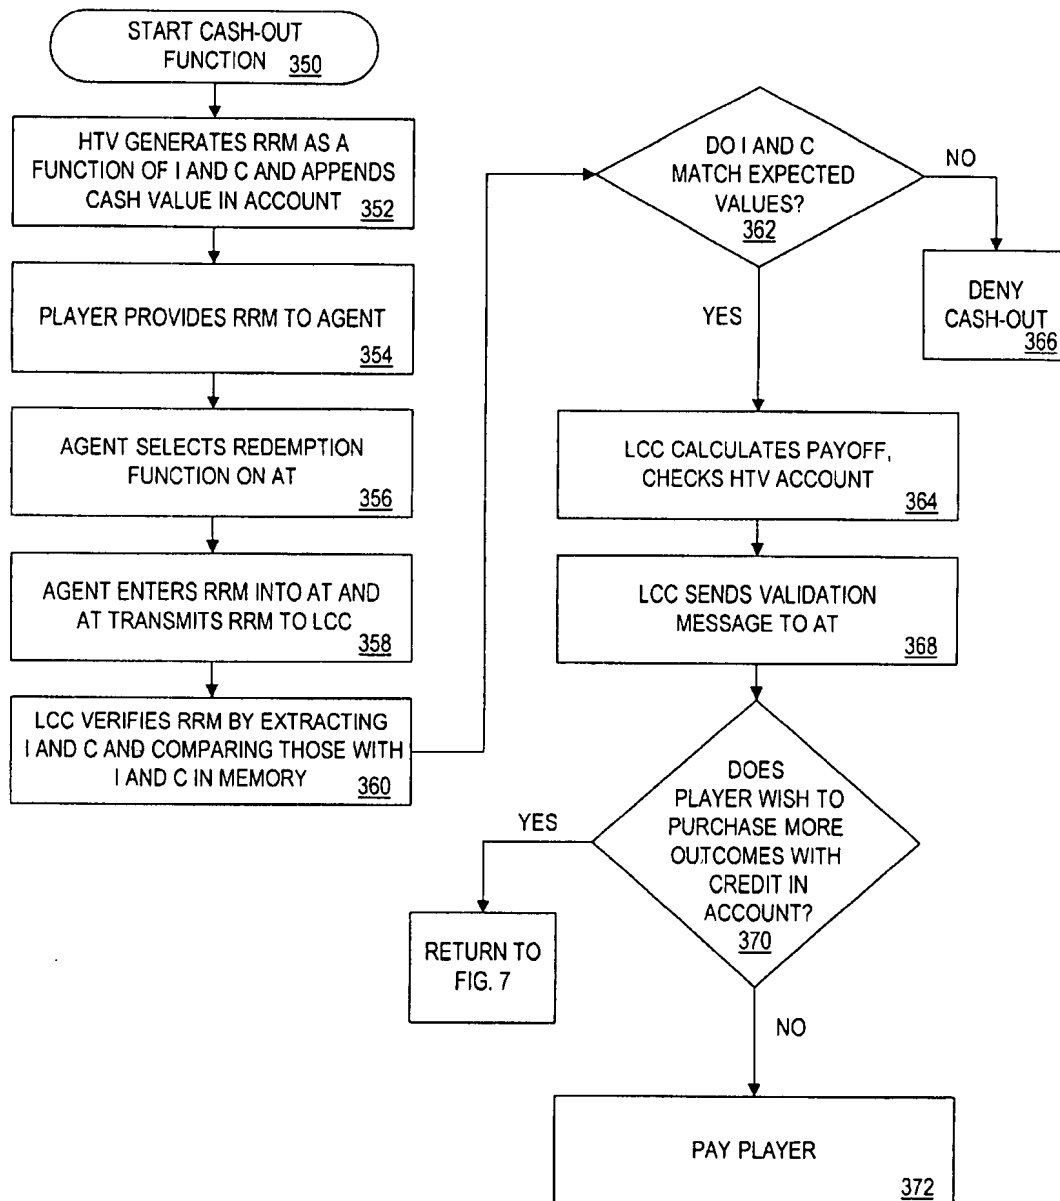 START CASH-OUT
FUNCTION 350
HTV GENERATES RRM AS A
FUNCTION OF I AND C AND APPENDS
CASH VALUE IN ACCOUNT 352
PLAYER PROVIDES RRM TO AGENT
354
AGENT SELECTS REDEMPTION
FUNCTION ON AT
356
AGENT ENTERS RRM INTO AT AND
AT TRANSMITS RRM TO LCC
358
LCC VERIFIES RRM BY EXTRACTING
I AND C AND COMPARING THOSE WITH
I AND C IN MEMORY
360
DO I AND C
MATCH EXPECTED
VALUES?
362
NO
DENY
CASH-OUT
366
YES
LCC CALCULATES PAYOFF,
CHECKS HTV ACCOUNT
364
LCC SENDS VALIDATION
MESSAGE TO AT
368
DOES
PLAYER WISH TO
PURCHASE MORE
OUTCOMES WITH
CREDIT IN
ACCOUNT?
370
YES
RETURN TO
FIG. 7
NO
PAY PLAYER
372